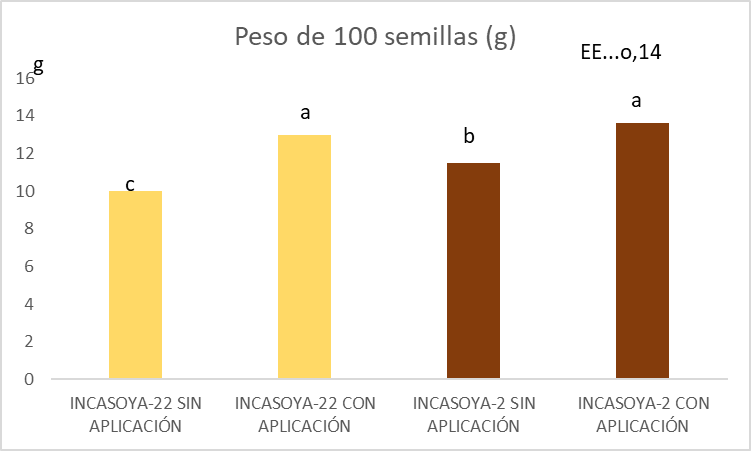 Peso de 100 semillas (g)
EE...o,14
g
16
14
12
10
8
6
4
2
0
c
a
b
a
INCASOYA-22 SIN
APLICACIÓN
INCASOYA-22 CON
APLICACIÓN
INCASOYA-2 SIN
APLICACIÓN
INCASOYA-2 CON
APLICACIÓN